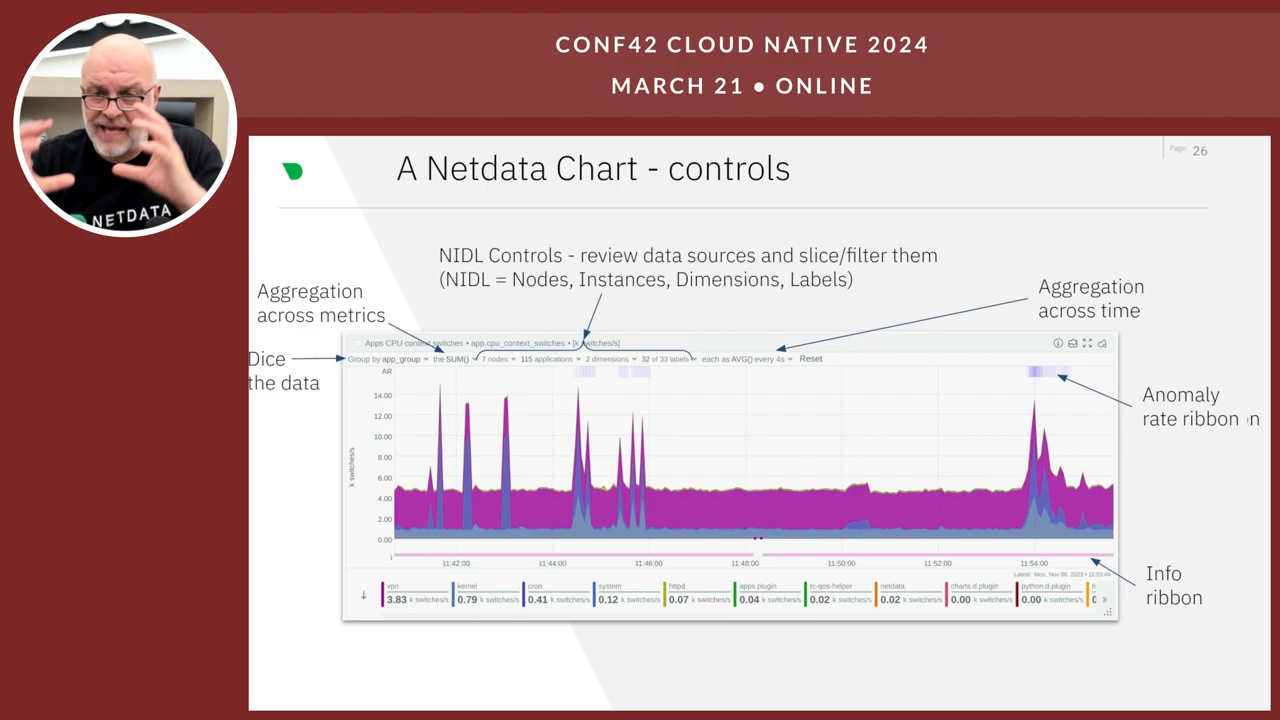 CONF42 CLOUD NATIVE 2024
MARCH 21 ● ONLINE
NETDATA
Page: 26
A Netdata Chart - controls
NIDL Controls - review data sources and slice/filter them
(NIDL = Nodes, Instances, Dimensions, Labels)
Aggregation
across metrics
Aggregation
across time
Dice
the data
Apps CPU context switches • app.cpu_context_switches • [k switches/s]
Group by app_group the SUM() 7 nodes 115 applications 2 dimensions 32 of 33 labels each as AVG() every 4s Reset
AR
Anomaly
rate ribbon
14.00
12.00
10.00
8.00
6.00
4.00
2.00
0.00
k switches/s
i
11:42:00 11:44:00 11:46:00 11:48:00 11:50:00 11:52:00 11:54:00
Latest: Mon, Nov 06, 2023 • 11:55:44
Info
ribbon
vpn kernel cron system httpd apps.plugin tc-qos-helper netdata charts.d.plugin python.d.plugin
3.83 k switches/s 0.79 k switches/s 0.41 k switches/s 0.12 k switches/s 0.07 k switches/s 0.04 k switches/s 0.02 k switches/s 0.02 k switches/s 0.00 k switches/s 0.00 k switches/s